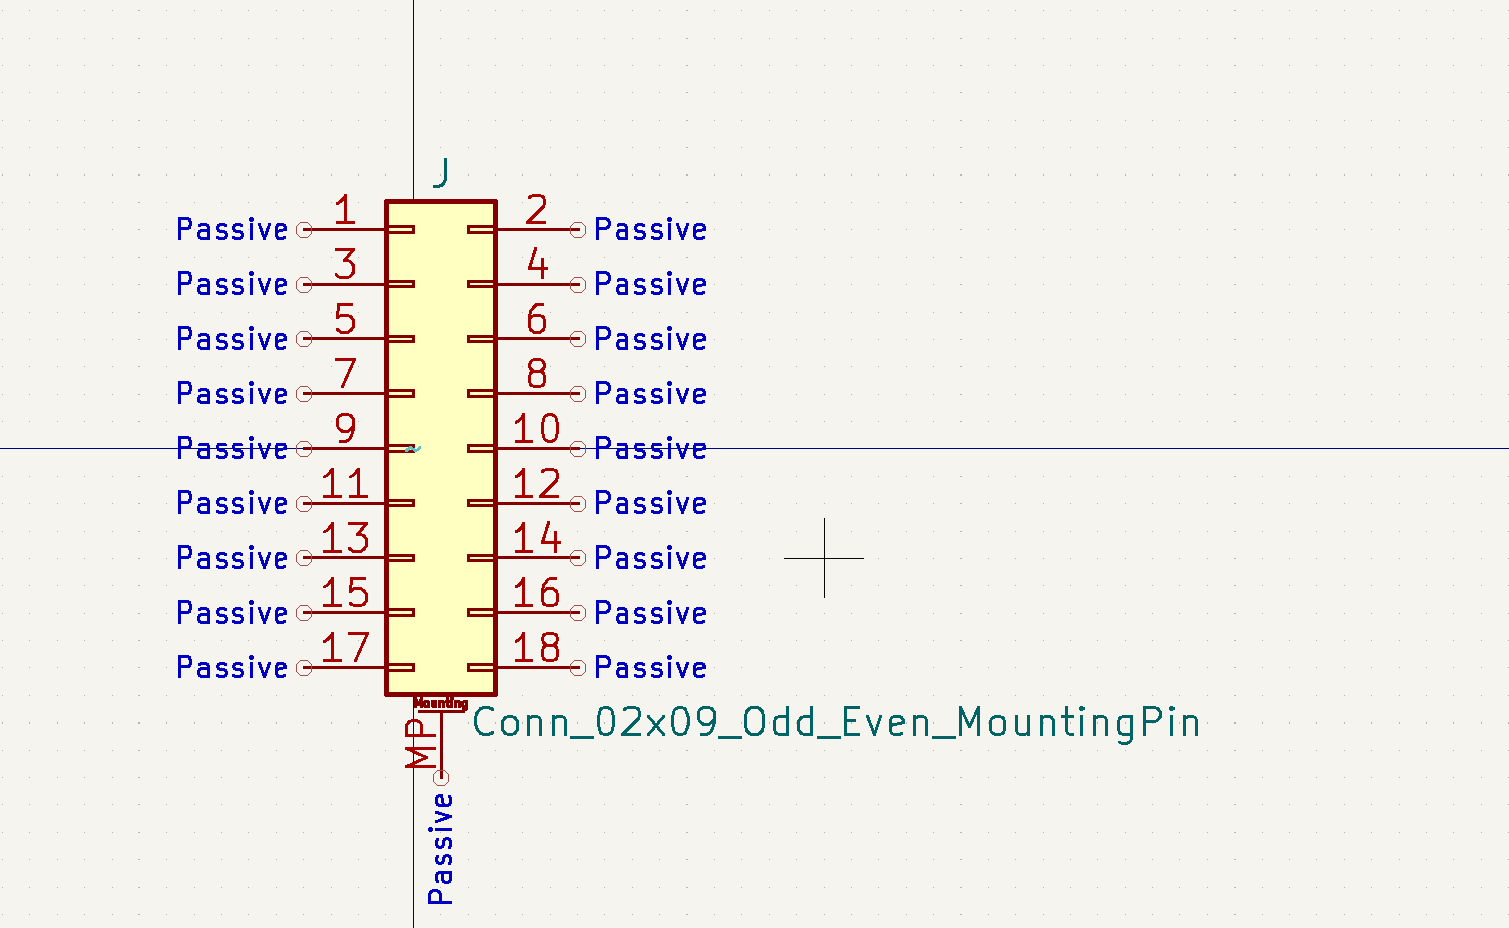 J
Passive 1 2 Passive
Passive 3 4 Passive
Passive 5 6 Passive
Passive 7 8 Passive
Passive 9 10 Passive
~
Passive 11 12 Passive
Passive 13 14 Passive
Passive 15 16 Passive
Passive 17 18 Passive
Mounting
Conn_02x09_Odd_Even_MountingPin
MP
Passive